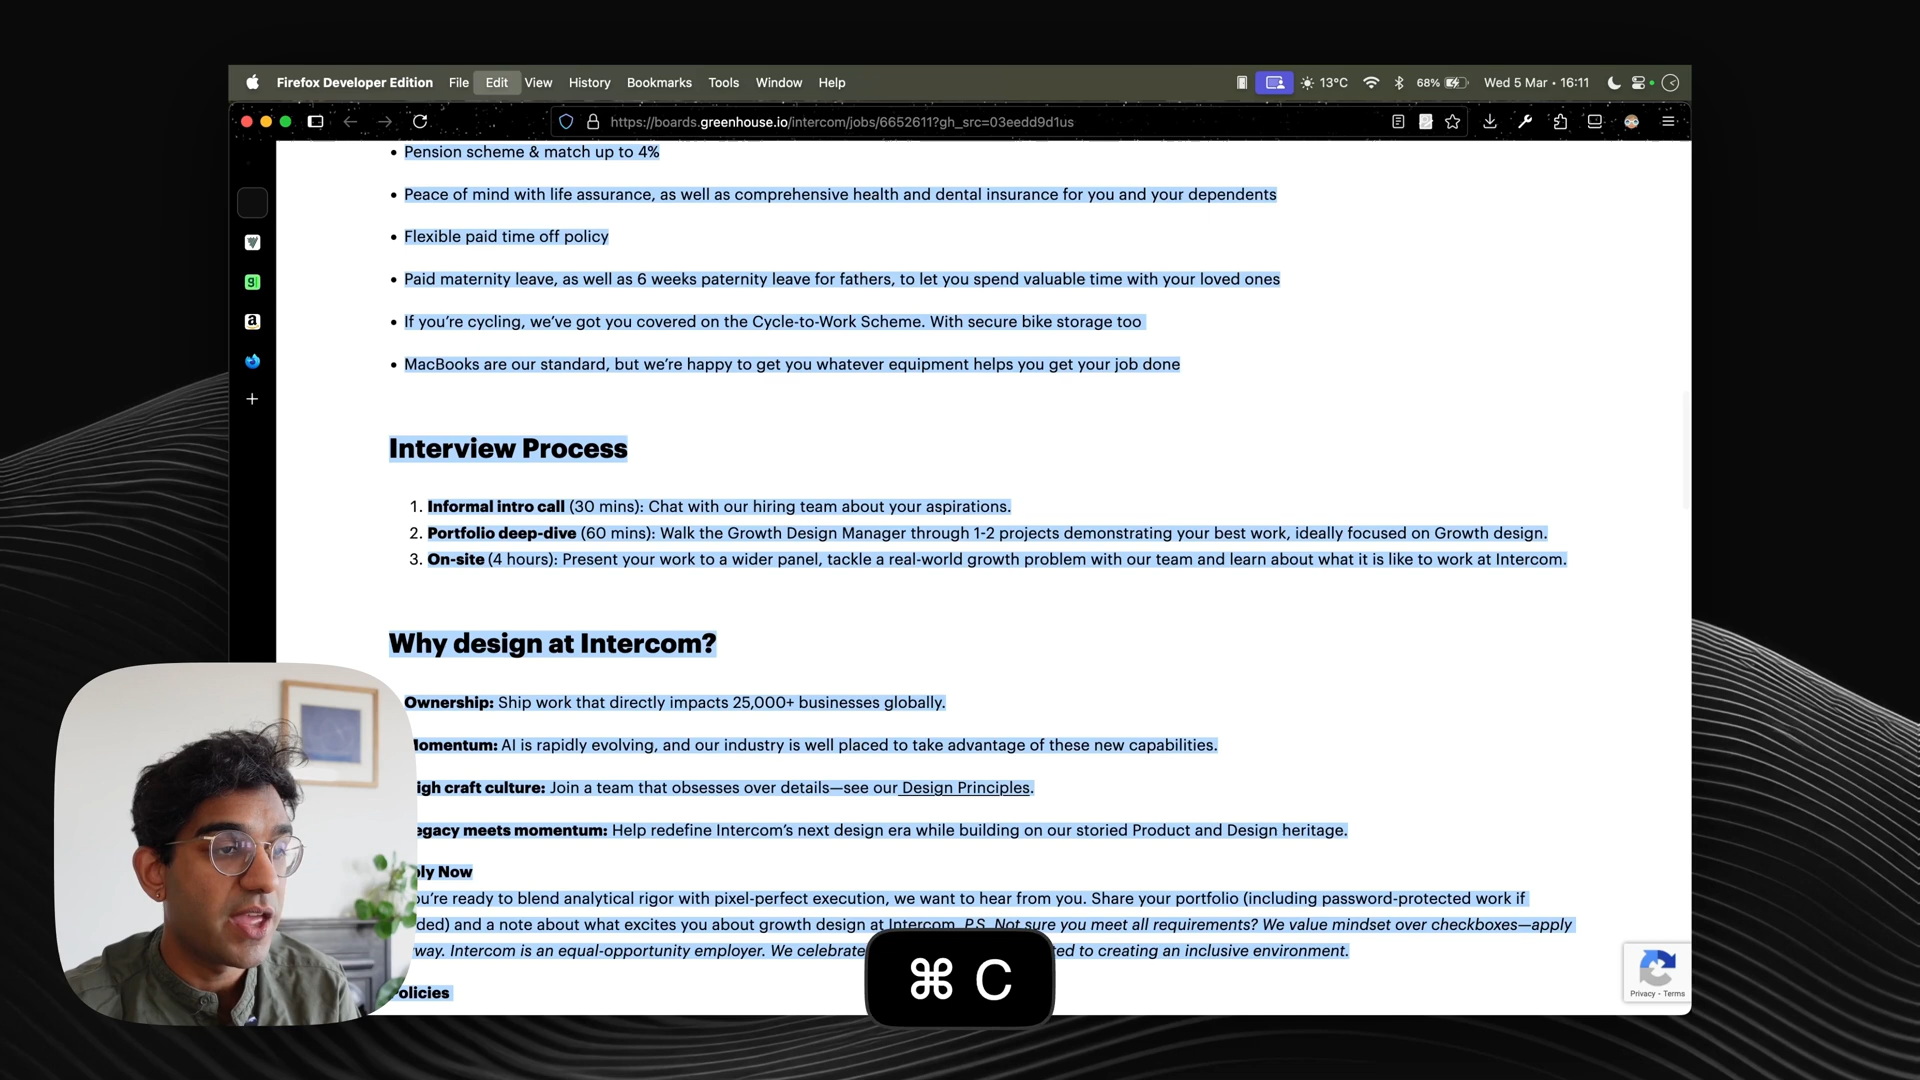 Firefox Developer Edition File Edit View History Bookmarks Tools Window Help 13°C 68% Wed 5 Mar • 16:11
https://boards.greenhouse.io/intercom/jobs/6652611?gh_src=03eedd9d1us
• Pension scheme & match up to 4%
• Peace of mind with life assurance, as well as comprehensive health and dental insurance for you and your dependents
• Flexible paid time off policy
• Paid maternity leave, as well as 6 weeks paternity leave for fathers, to let you spend valuable time with your loved ones
• If you’re cycling, we’ve got you covered on the Cycle-to-Work Scheme. With secure bike storage too
• MacBooks are our standard, but we’re happy to get you whatever equipment helps you get your job done
Interview Process
1. Informal intro call (30 mins): Chat with our hiring team about your aspirations.
2. Portfolio deep-dive (60 mins): Walk the Growth Design Manager through 1-2 projects demonstrating your best work, ideally focused on Growth design.
3. On-site (4 hours): Present your work to a wider panel, tackle a real-world growth problem with our team and learn about what it is like to work at Intercom.
Why design at Intercom?
Ownership: Ship work that directly impacts 25,000+ businesses globally.
Momentum: AI is rapidly evolving, and our industry is well placed to take advantage of these new capabilities.
igh craft culture: Join a team that obsesses over details—see our Design Principles.
egacy meets momentum: Help redefine Intercom’s next design era while building on our storied Product and Design heritage.
ply Now
ou’re ready to blend analytical rigor with pixel-perfect execution, we want to hear from you. Share your portfolio (including password-protected work if
ded) and a note about what excites you about growth design at Intercom. P.S. Not sure you meet all requirements? We value mindset over checkboxes—apply
way. Intercom is an equal-opportunity employer. We celebrate ed to creating an inclusive environment.
olicies
⌘ C
Privacy - Terms